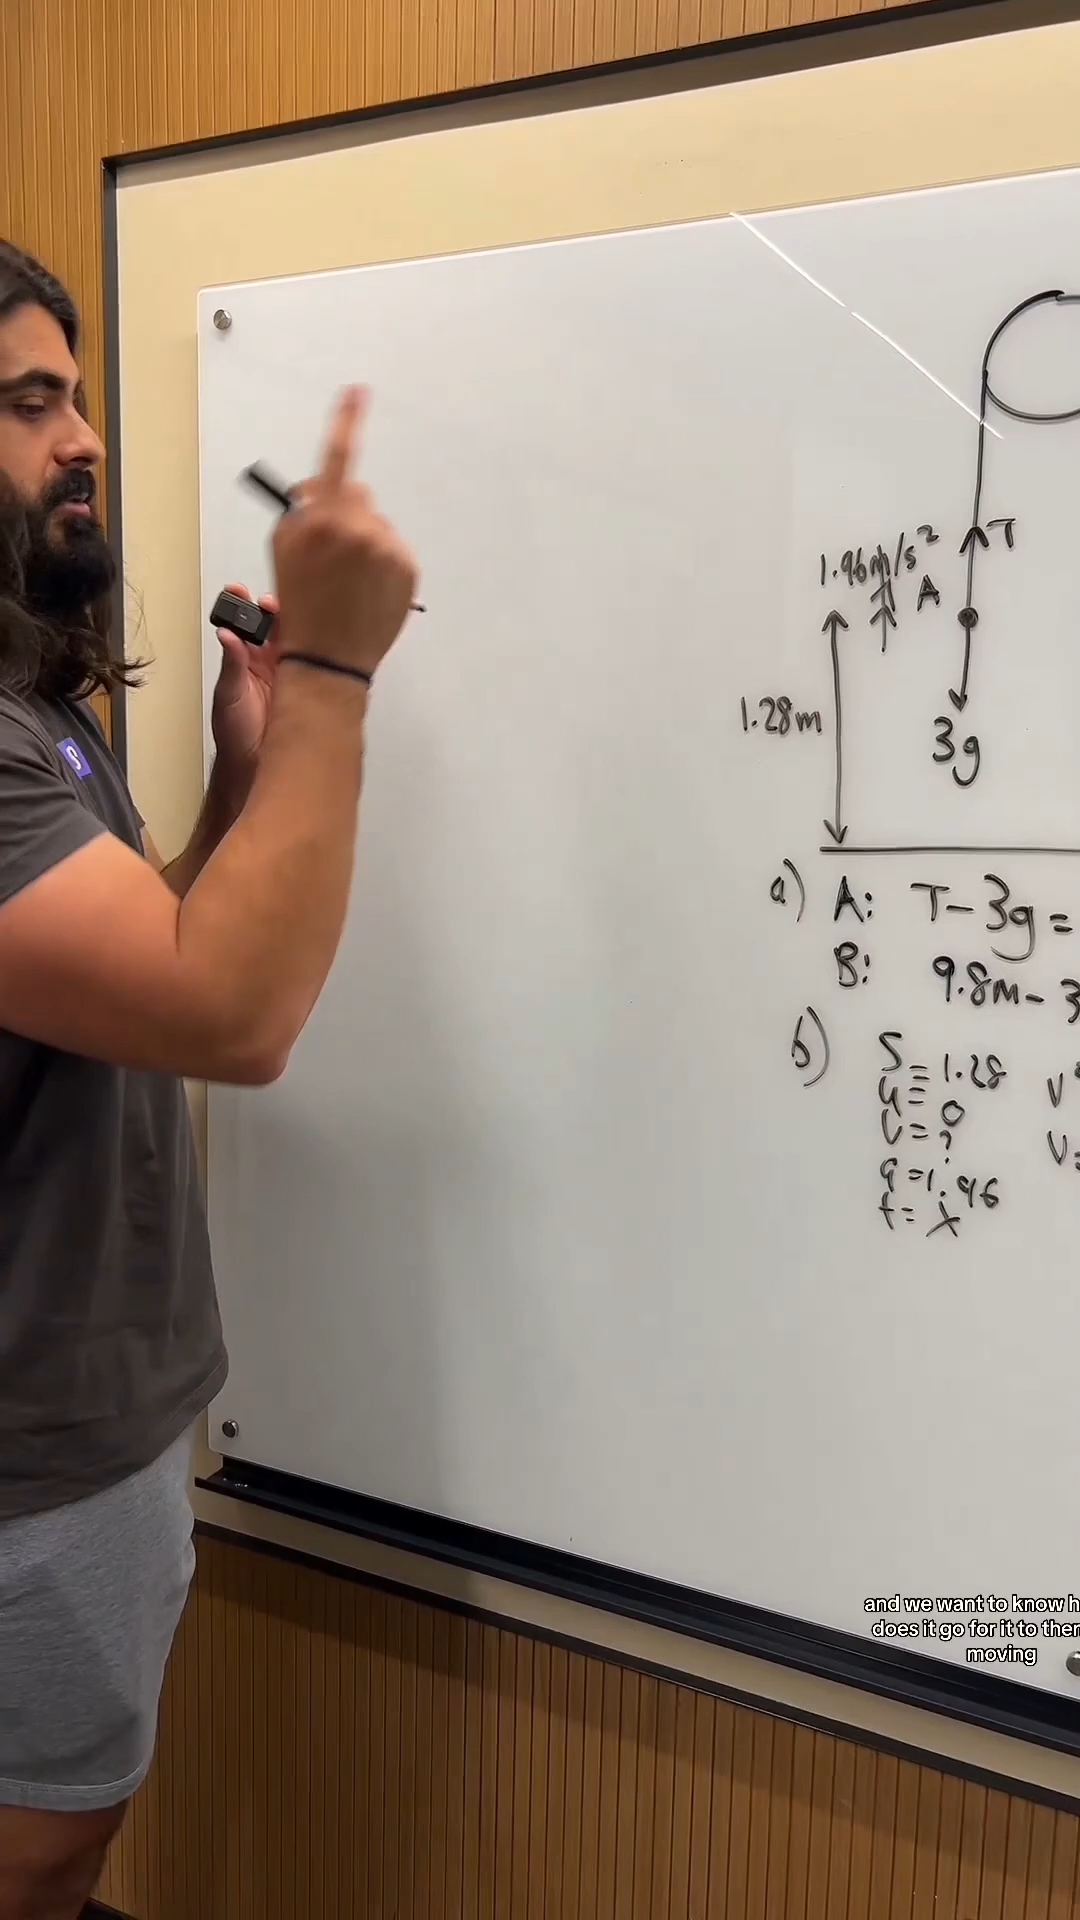 T
1.96m/s²
A
1.28m
3g
a) A: T-3g=
B: 9.8m-3
b) S=1.28
u=0
v=?
a=1.96
t=x
V
V=
and we want to know h
does it go for it to then
moving